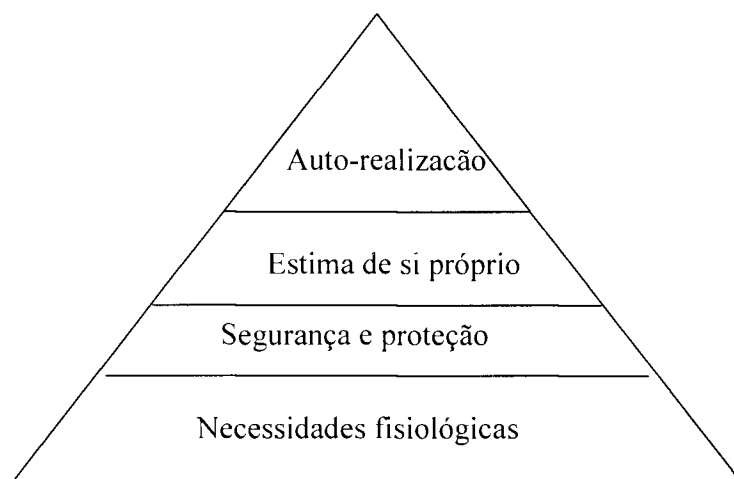 Auto-realizacão
Estima de si próprio
Segurança e proteção
Necessidades fisiológicas